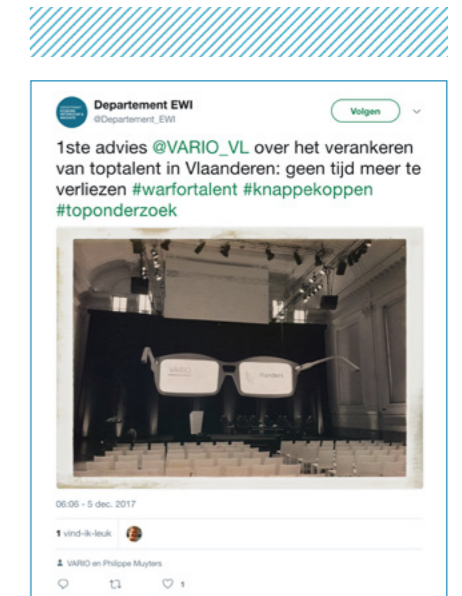 Departement EWI
@Departement_EWI
Volgen
1ste advies @VARIO_VL over het verankeren
van toptalent in Vlaanderen: geen tijd meer te
verliezen #warfortalent #knappekoppen
#toponderzoek
VARIO
06:06 - 5 dec. 2017
1 vind-ik-leuk
VARIO en Philippe Muyters
1